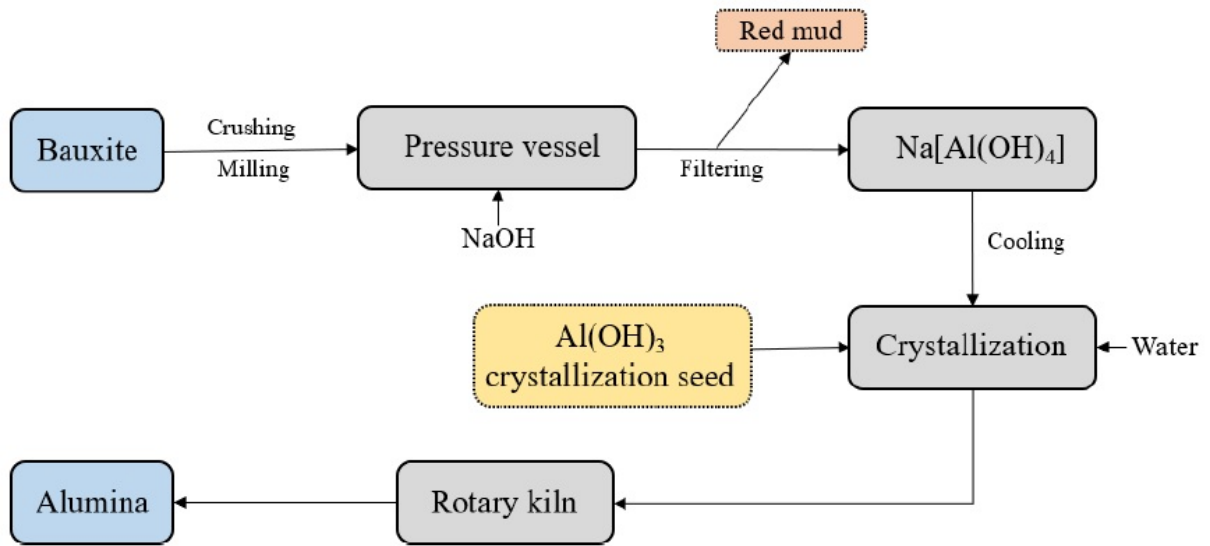 Red mud
Bauxite
Crushing
Milling
Pressure vessel
NaOH
Filtering
Na[Al(OH)₄]
Cooling
Al(OH)₃
crystallization seed
Crystallization
Water
Alumina
Rotary kiln